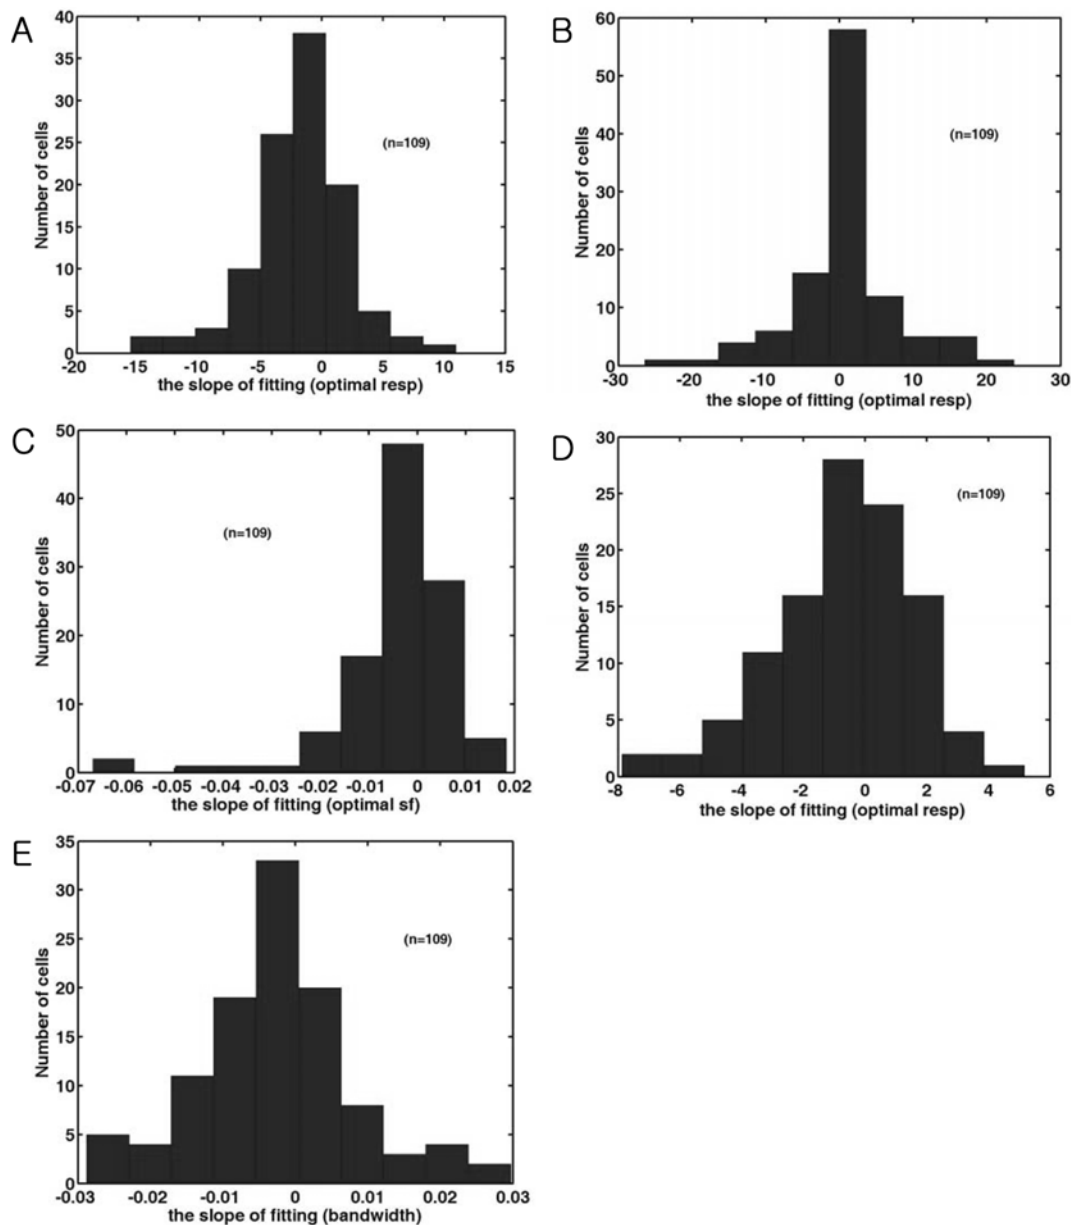 A
40
35
30
25
20
15
10
5
0
Number of cells
(n=109)
-20 -15 -10 -5 0 5 10 15
the slope of fitting (optimal resp)
B
60
50
40
30
20
10
0
Number of cells
(n=109)
-30 -20 -10 0 10 20 30
the slope of fitting (optimal resp)
C
50
40
30
20
10
0
Number of cells
(n=109)
-0.07 -0.06 -0.05 -0.04 -0.03 -0.02 -0.01 0 0.01 0.02
the slope of fitting (optimal sf)
D
30
25
20
15
10
5
0
Number of cells
(n=109)
-8 -6 -4 -2 0 2 4 6
the slope of fitting (optimal resp)
E
35
30
25
20
15
10
5
0
Number of cells
(n=109)
-0.03 -0.02 -0.01 0 0.01 0.02 0.03
the slope of fitting (bandwidth)